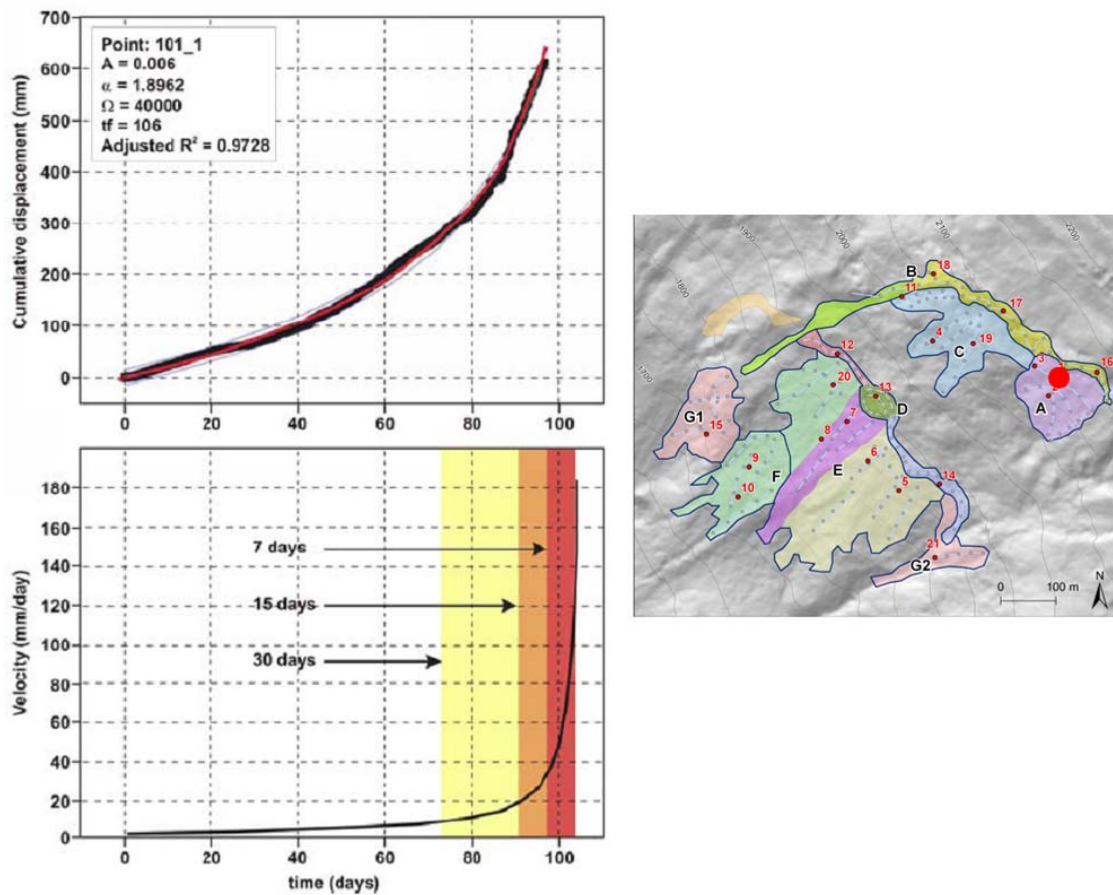 700
600
500
400
300
200
100
0
Cumulative displacement (mm)
Point: 101_1
A = 0.006
α = 1.8962
Ω = 40000
tf = 106
Adjusted R² = 0.9728
0 20 40 60 80 100
180
160
140
120
100
80
60
40
20
0
Velocity (mm/day)
7 days
15 days
30 days
0 20 40 60 80 100
time (days)
1900
2000
2100
2200
1800
1700
B
18
11
17
4
19
C
3
16
A
12
20
13
D
7
G1
15
8
6
E
9
F
10
5
14
21
G2
0 100 m
N